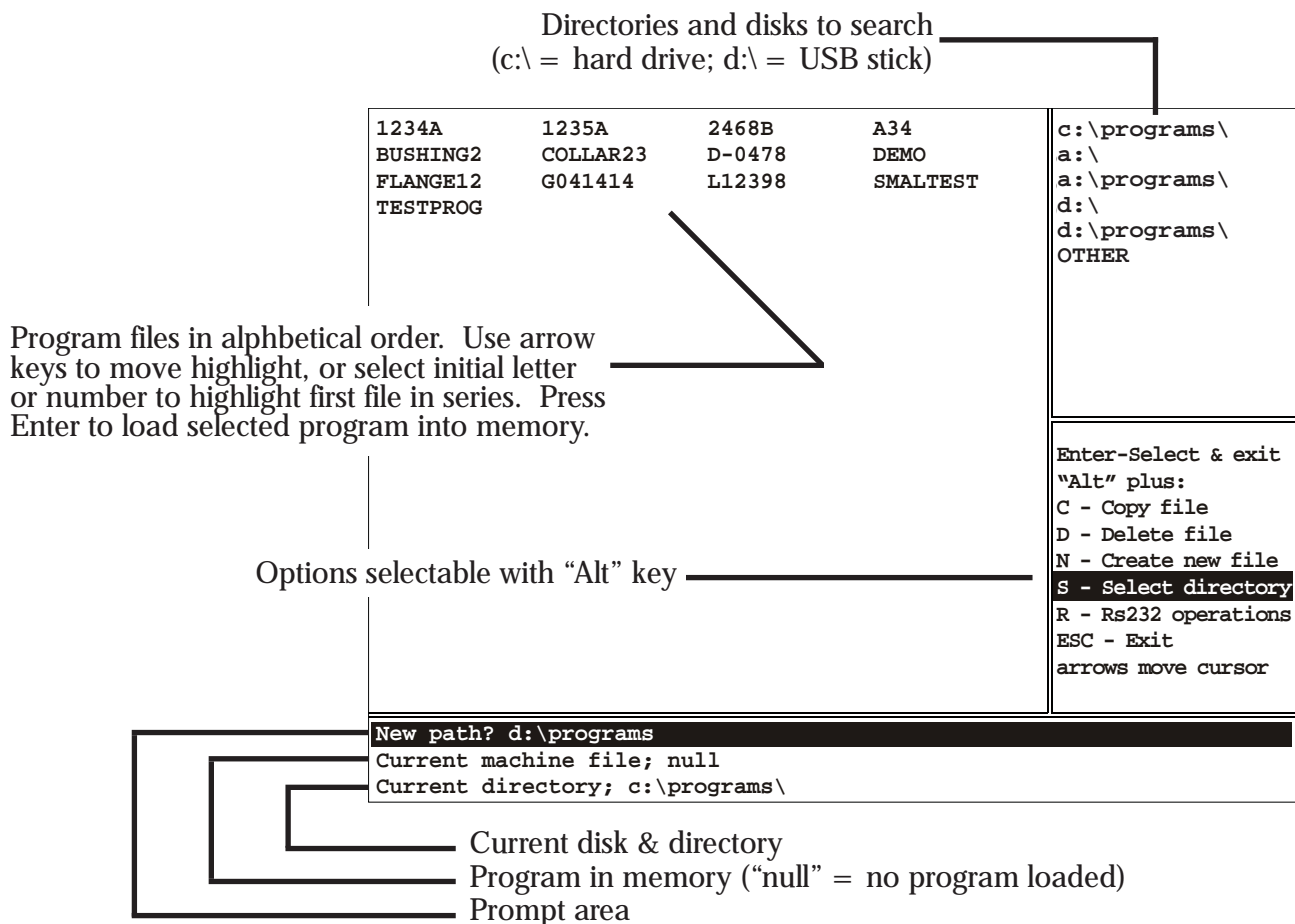 Directories and disks to search
(c:\ = hard drive; d:\ = USB stick)
1234A 1235A 2468B A34
BUSHING2 COLLAR23 D-0478 DEMO
FLANGE12 G041414 L12398 SMALTEST
TESTPROG
c:\programs\
a:\
a:\programs\
d:\
d:\programs\
OTHER
Program files in alphbetical order. Use arrow
keys to move highlight, or select initial letter
or number to highlight first file in series. Press
Enter to load selected program into memory.
Enter-Select & exit
“Alt” plus:
C - Copy file
D - Delete file
N - Create new file
S - Select directory
R - Rs232 operations
ESC - Exit
arrows move cursor
Options selectable with “Alt” key
New path? d:\programs
Current machine file; null
Current directory; c:\programs\
Current disk & directory
Program in memory (“null” = no program loaded)
Prompt area